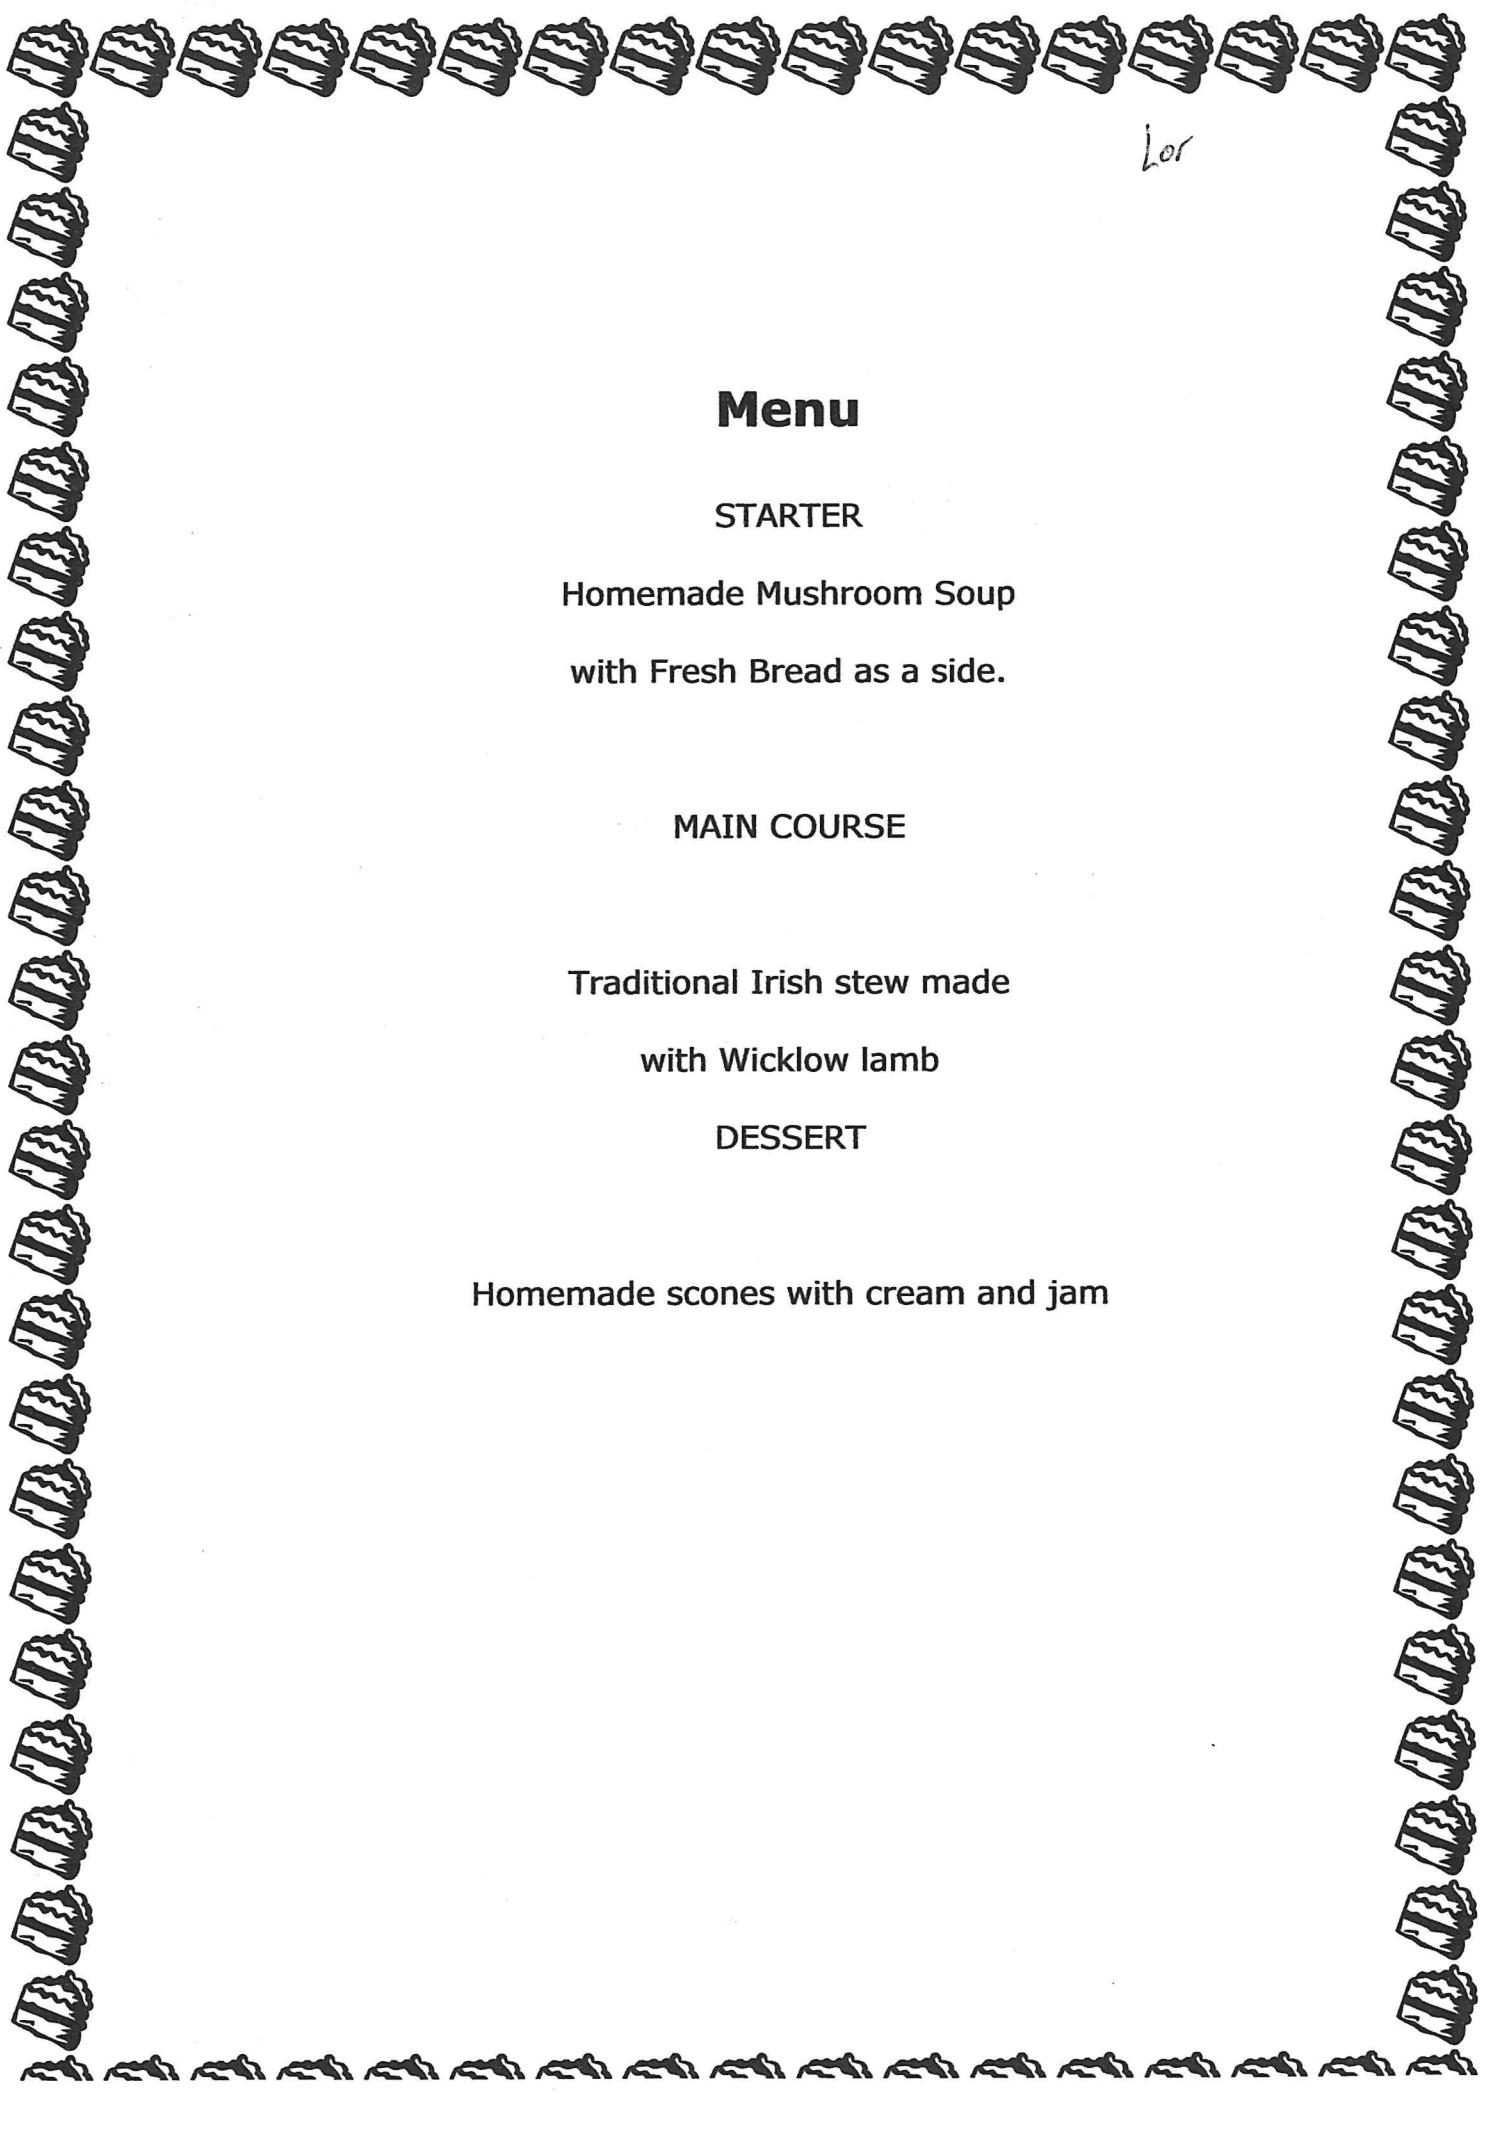 Lor
Menu
STARTER
Homemade Mushroom Soup
with Fresh Bread as a side.
MAIN COURSE
Traditional Irish stew made
with Wicklow lamb
DESSERT
Homemade scones with cream and jam